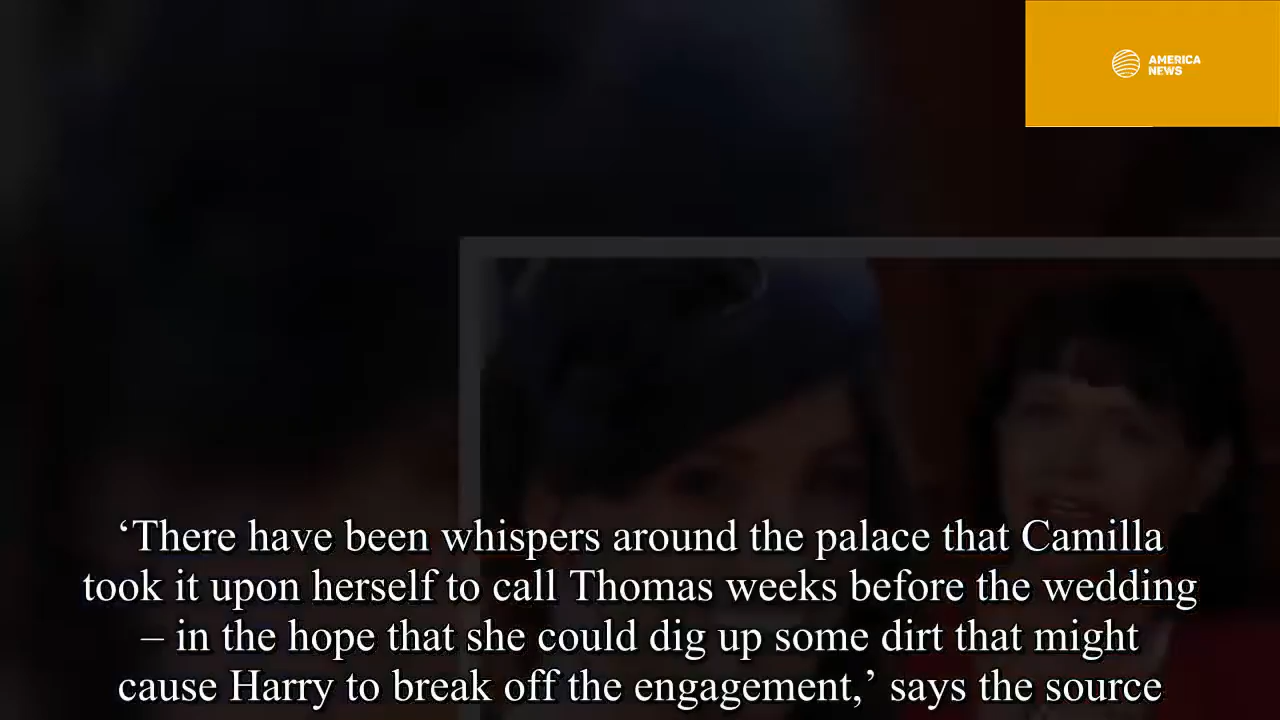 AMERICA
NEWS
‘There have been whispers around the palace that Camilla
took it upon herself to call Thomas weeks before the wedding
– in the hope that she could dig up some dirt that might
cause Harry to break off the engagement,’ says the source